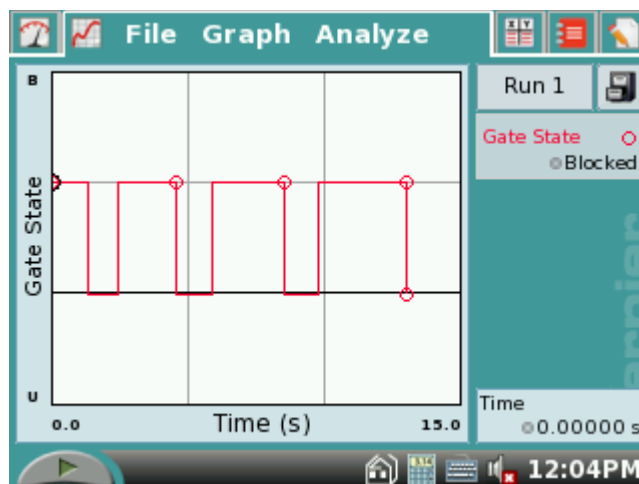 File Graph Analyze
X Y
Run 1
Gate State
Blocked
B
Gate State
U
0.0
Time (s)
15.0
Time
0.00000 s
12:04PM